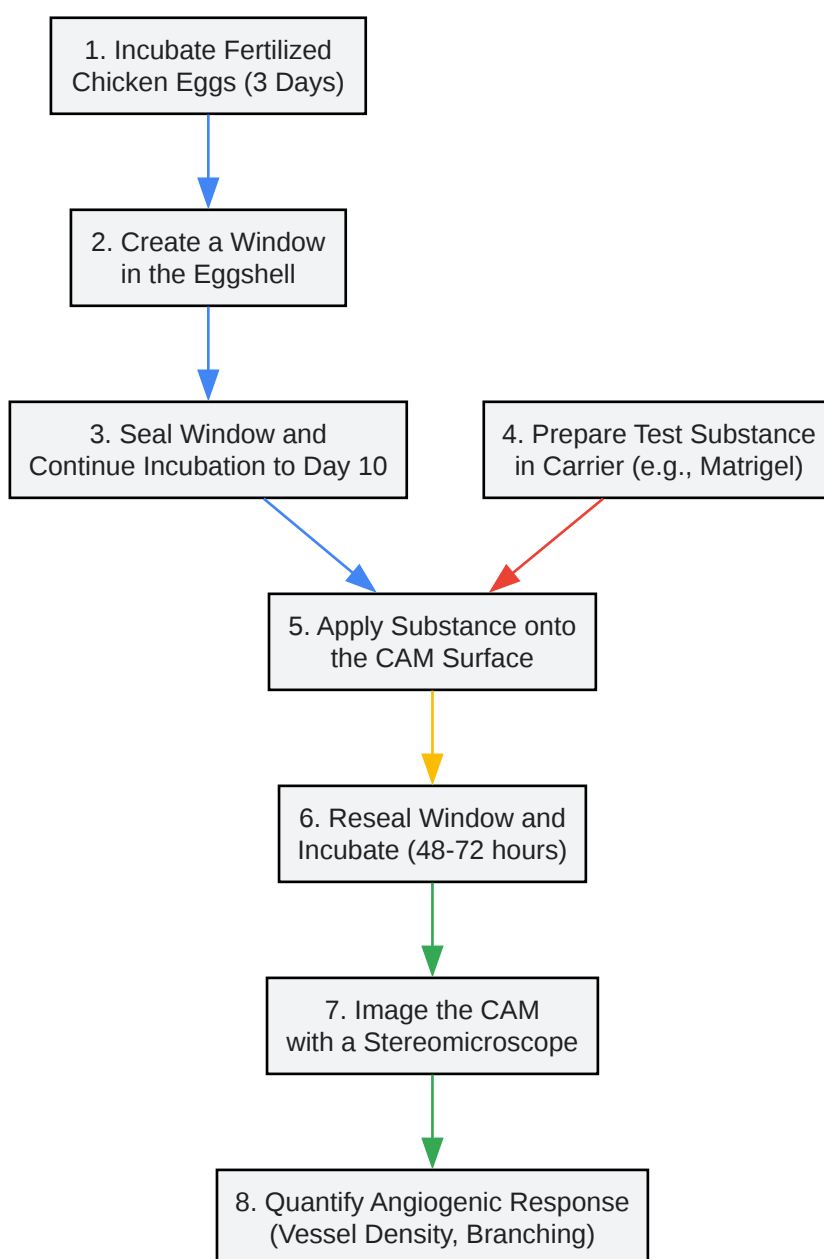 1. Incubate Fertilized
Chicken Eggs (3 Days)
2. Create a Window
in the Eggshell
3. Seal Window and
Continue Incubation to Day 10
4. Prepare Test Substance
in Carrier (e.g., Matrigel)
5. Apply Substance onto
the CAM Surface
6. Reseal Window and
Incubate (48-72 hours)
7. Image the CAM
with a Stereomicroscope
8. Quantify Angiogenic Response
(Vessel Density, Branching)